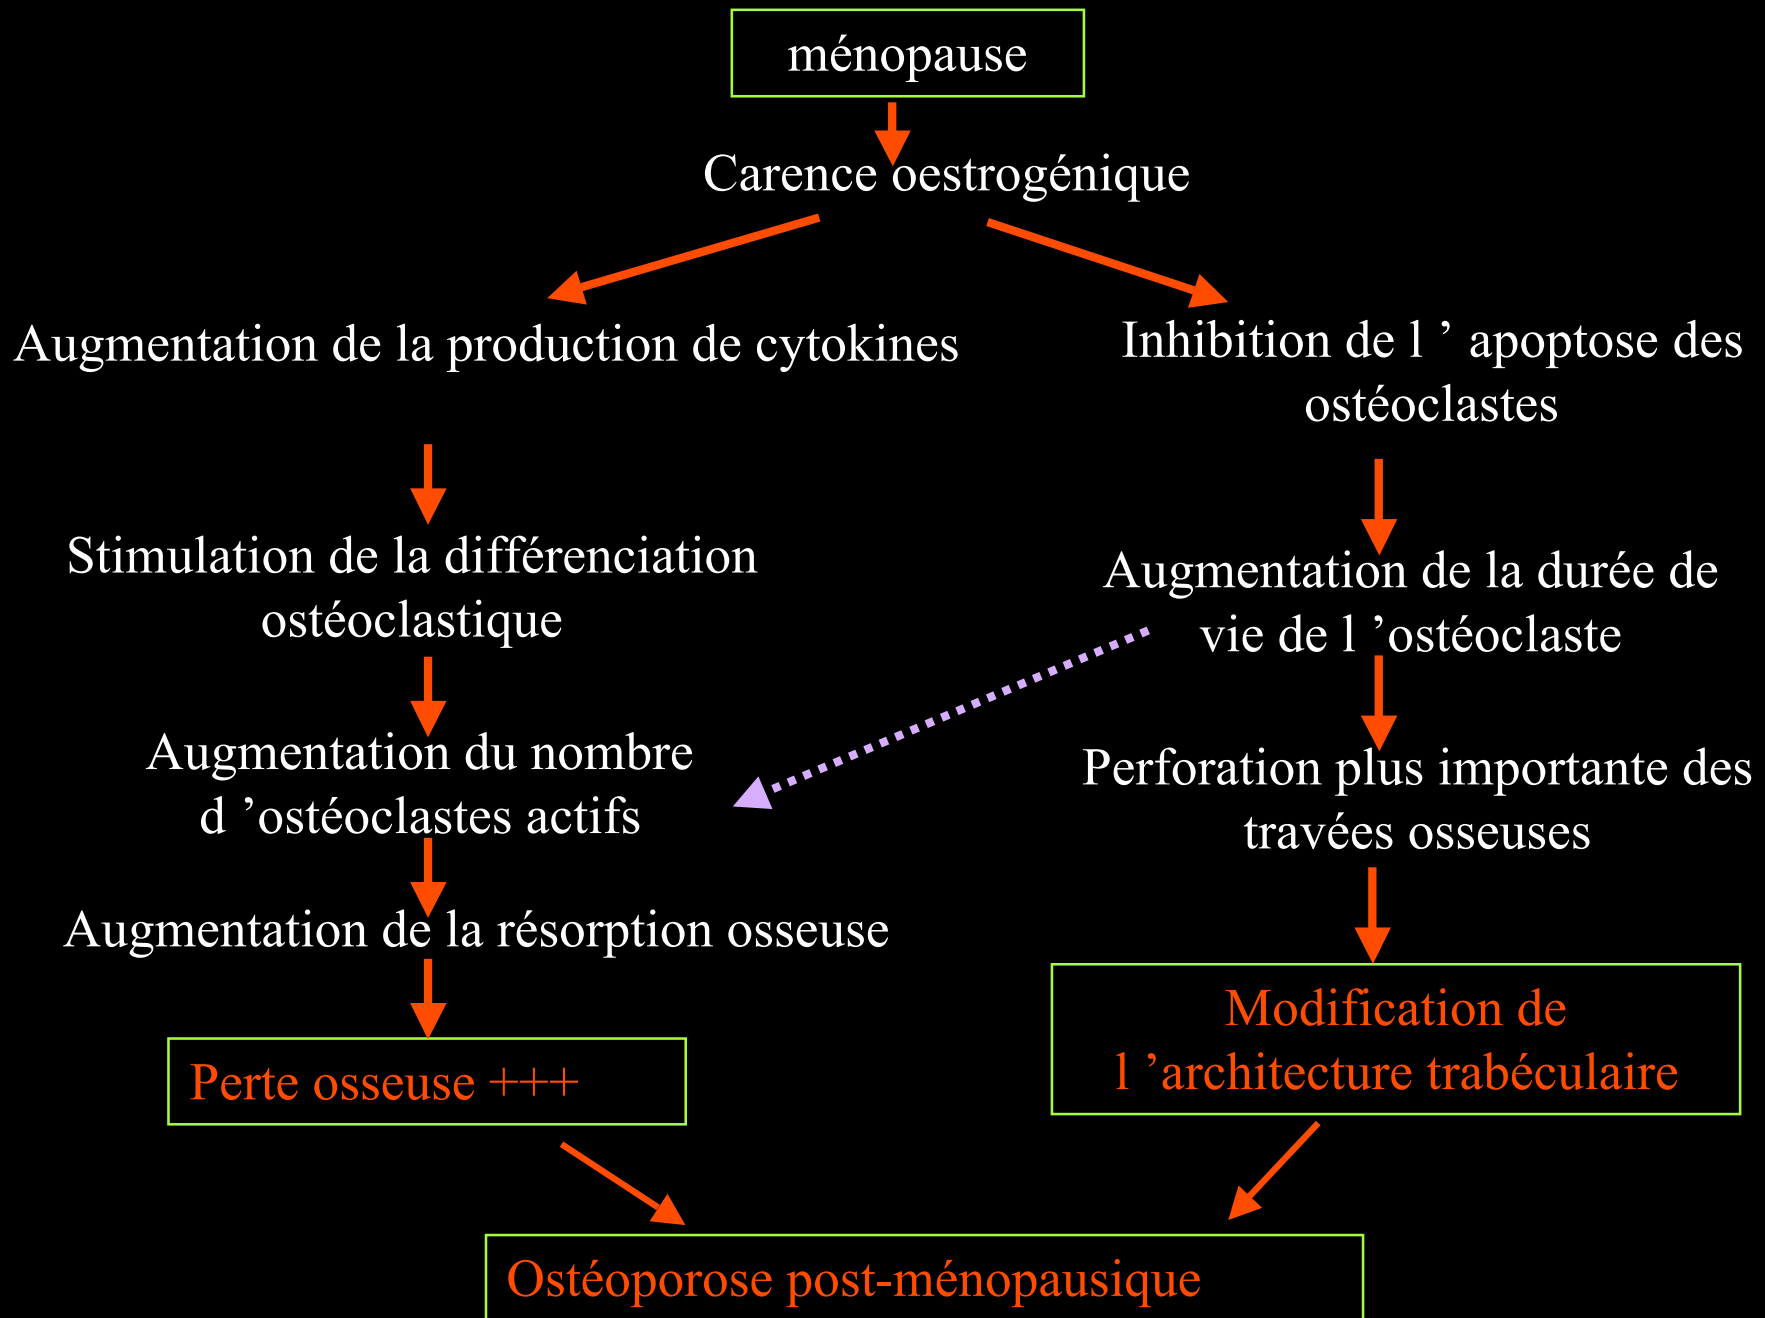 ménopause
Carence oestrogénique
Augmentation de la production de cytokines
Stimulation de la différenciation
ostéoclastique
Augmentation du nombre
d ’ostéoclastes actifs
Augmentation de la résorption osseuse
Perte osseuse +++
Inhibition de l ’ apoptose des
ostéoclastes
Augmentation de la durée de
vie de l ’ostéoclaste
Perforation plus importante des
travées osseuses
Modification de
l ’architecture trabéculaire
Ostéoporose post-ménopausique